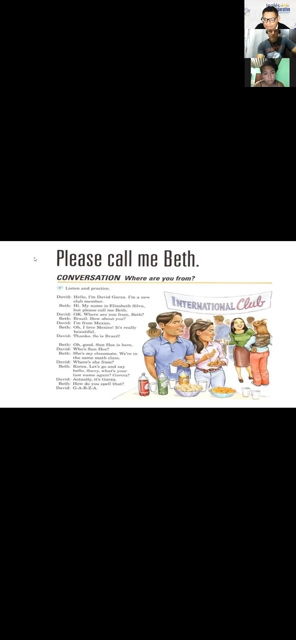 Please call me Beth.
CONVERSATION Where are you from?
Listen and practice.
David: Hello, I'm David Garza. I'm a new
club member.
Beth: Hi. My name is Elizabeth Silva,
but please call me Beth.
David: OK. Where are you from, Beth?
Beth: Brazil. How about you?
David: I'm from Mexico.
Beth: Oh, I love Mexico! It's really
beautiful.
David: Thanks. So is Brazil!
Beth: Oh, good. Sun Hee is here.
David: Who's Sun Hee?
Beth: She's my classmate. We're in
the same math class.
David: Where's she from?
Beth: Korea. Let's go and say
hello. Sorry, what's your
last name again? Garcia?
David: Actually, it's Garza.
Beth: How do you spell that?
David: G-A-R-Z-A.
INTERNATIONAL Club